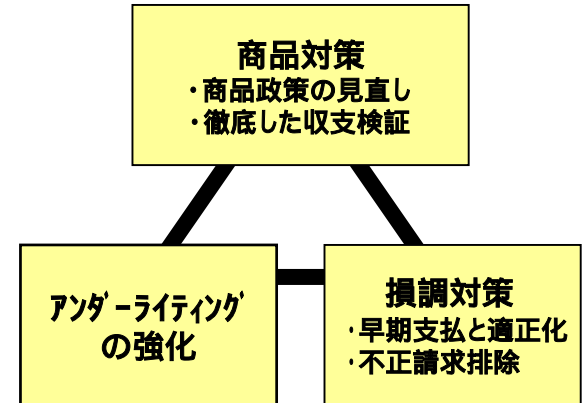 商品対策
・商品政策の見直し
・徹底した収支検証
ｱﾝﾀﾞｰﾗｲﾃｨﾝｸﾞ
の強化
損調対策
・早期支払と適正化
・不正請求排除